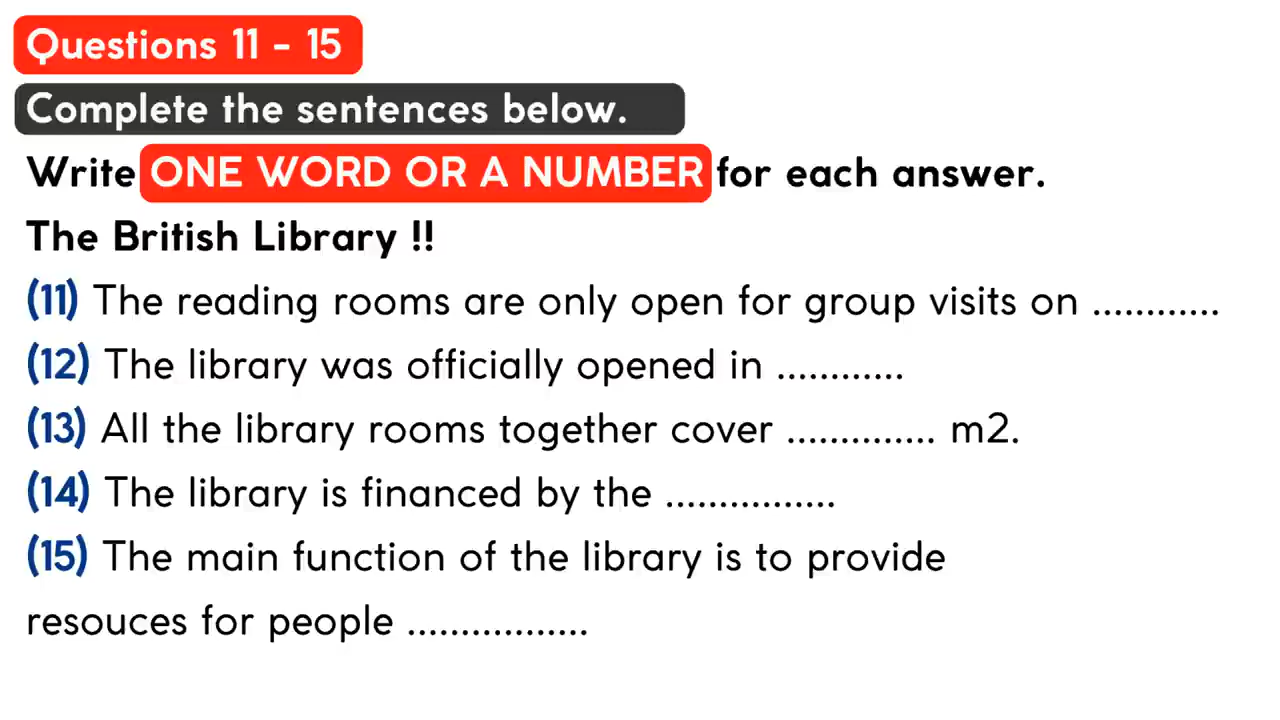 Questions 11 - 15
Complete the sentences below.
Write ONE WORD OR A NUMBER for each answer.
The British Library !!
(11) The reading rooms are only open for group visits on ............
(12) The library was officially opened in ............
(13) All the library rooms together cover .............. m2.
(14) The library is financed by the ................
(15) The main function of the library is to provide
resouces for people .................